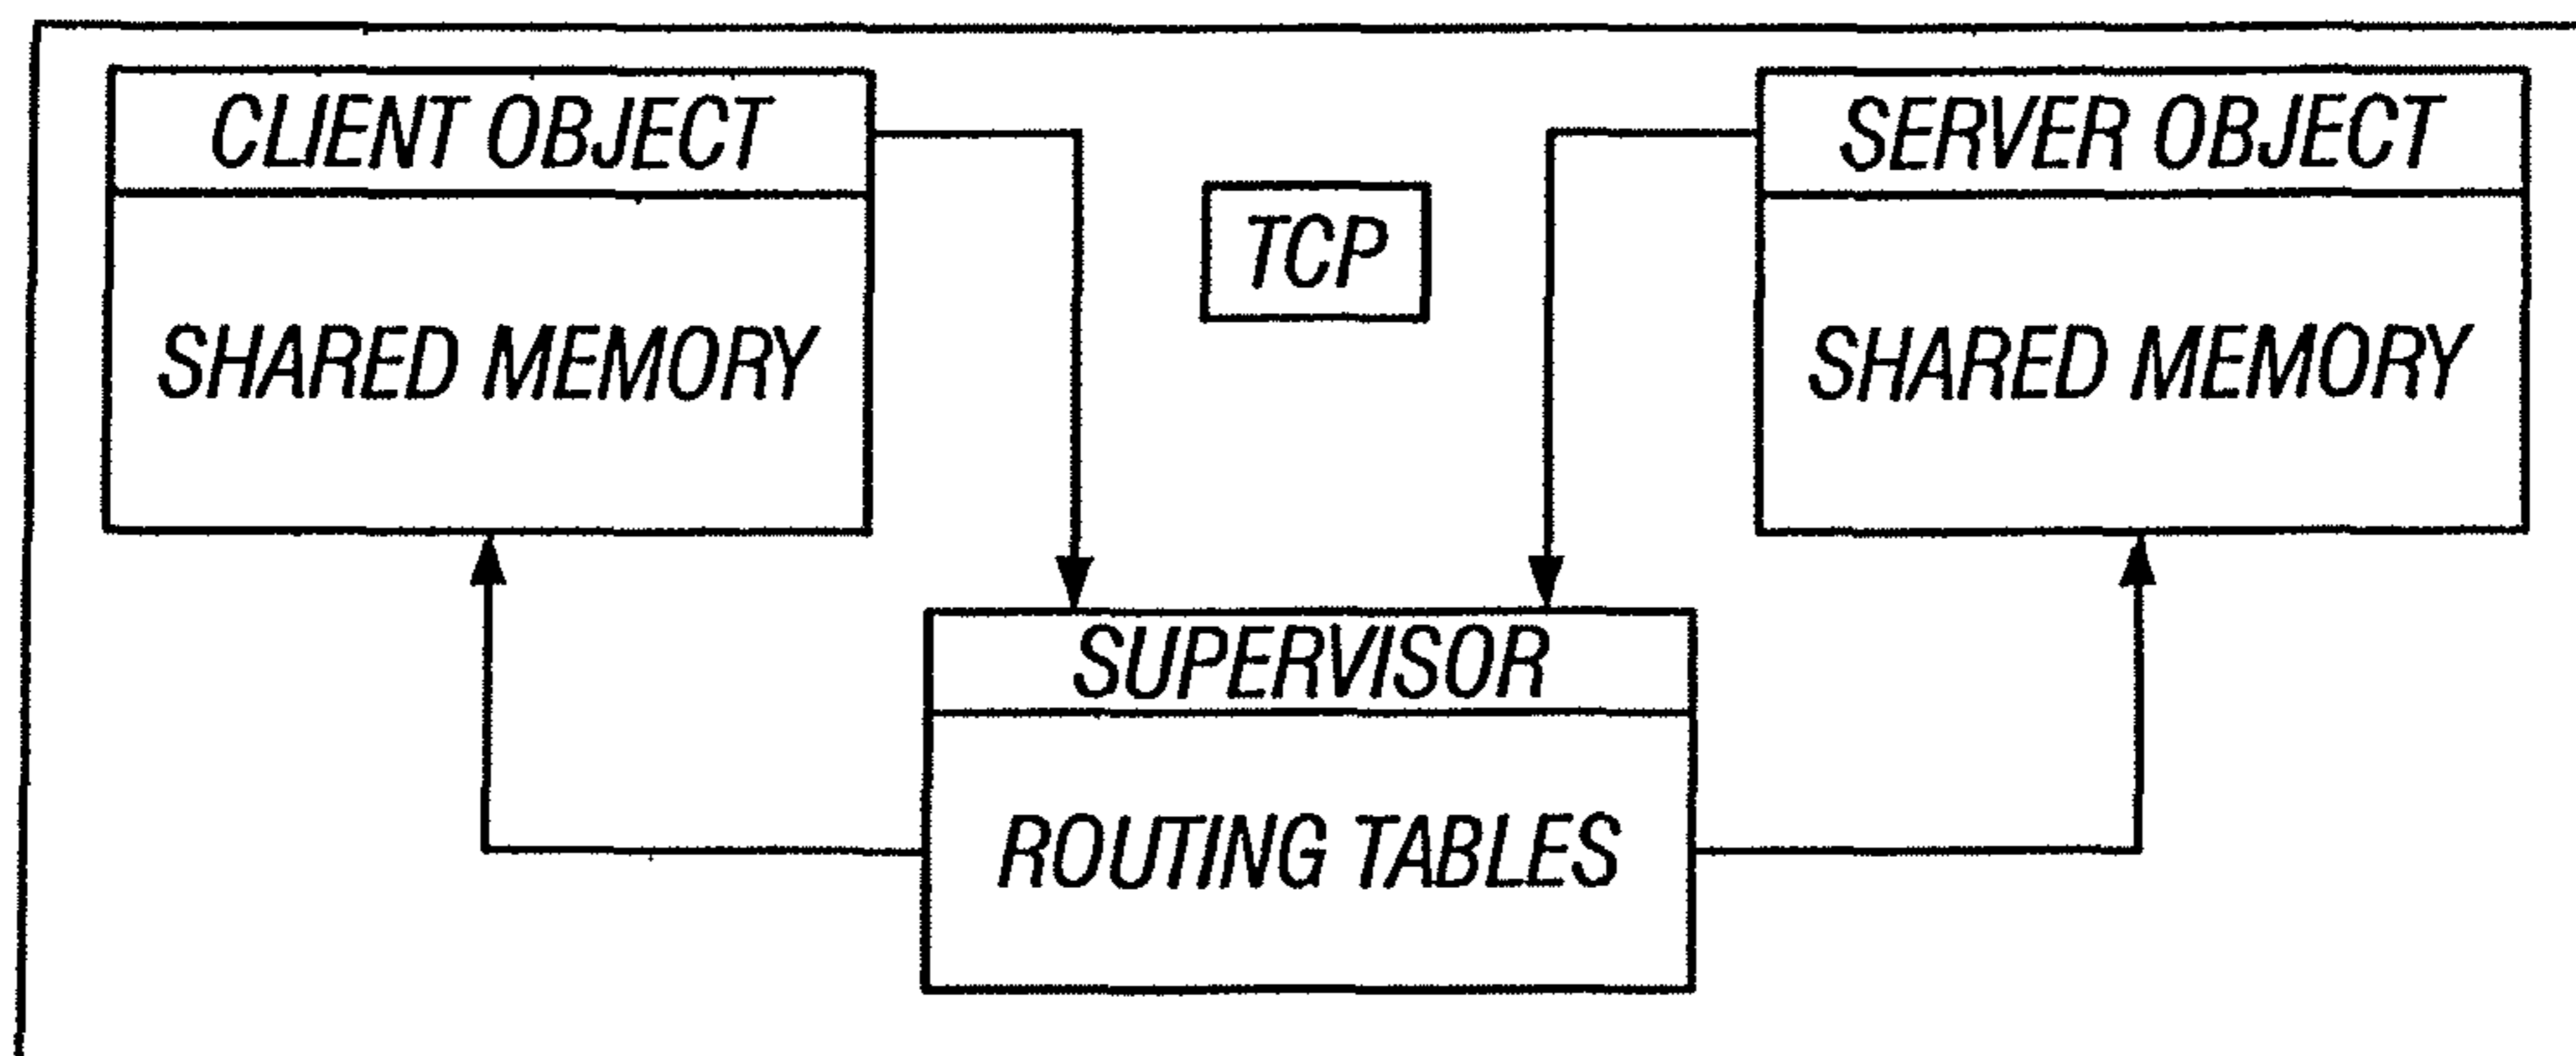 CLIENT OBJECT
SHARED MEMORY
TCP
SERVER OBJECT
SHARED MEMORY
SUPERVISOR
ROUTING TABLES